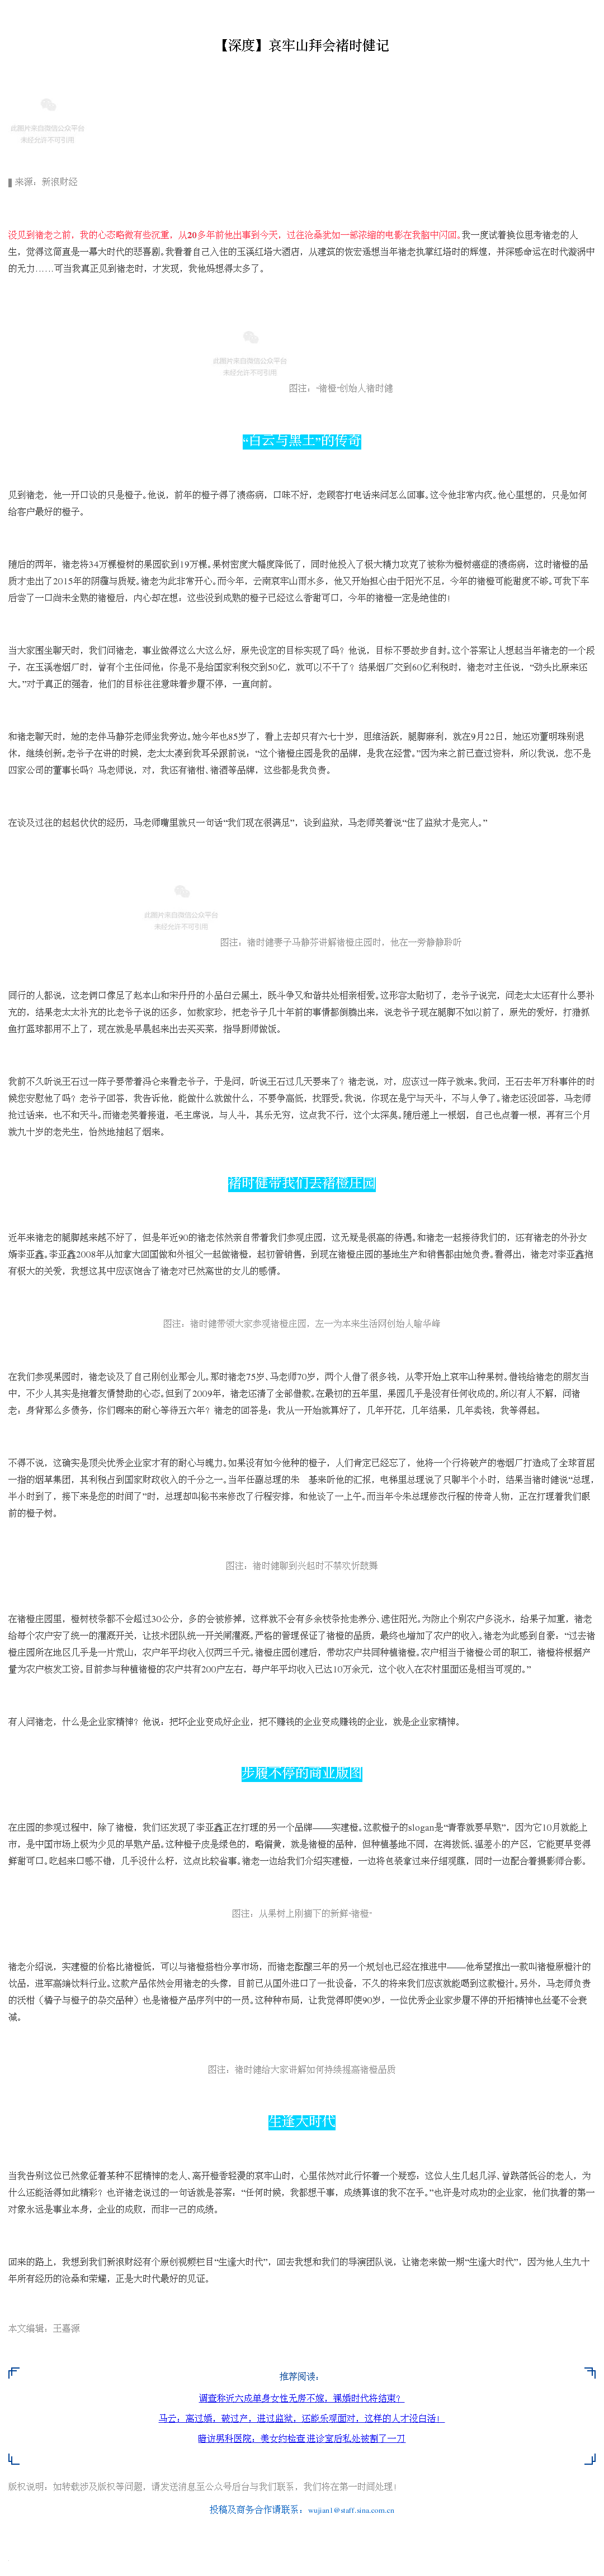 【深度】哀牢山拜会褚时健记
此图片来自微信公众平台
未经允许不可引用
来源：新浪财经
没见到褚老之前，我的心态略微有些沉重，从20多年前他出事到今天，过往沧桑犹如一部浓缩的电影在我脑中闪回。我一度试着换位思考褚老的人
生，觉得这简直是一幕大时代的悲喜剧。我看着自己入住的玉溪红塔大酒店，从建筑的恢宏遥想当年褚老执掌红塔时的辉煌，并深感命运在时代漩涡中
的无力……可当我真正见到褚老时，才发现，我他妈想得太多了。
此图片来自微信公众平台
未经允许不可引用
图注：“褚橙”创始人褚时健
“白云与黑土”的传奇
见到褚老，他一开口谈的只是橙子。他说，前年的橙子得了溃疡病，口味不好，老顾客打电话来问怎么回事。这令他非常内疚。他心里想的，只是如何
给客户最好的橙子。
随后的两年，褚老将34万棵橙树的果园砍到19万棵。果树密度大幅度降低了，同时他投入了极大精力攻克了被称为橙树癌症的溃疡病，这时褚橙的品
质才走出了2015年的阴霾与质疑。褚老为此非常开心。而今年，云南哀牢山雨水多，他又开始担心由于阳光不足，今年的褚橙可能甜度不够。可我下车
后尝了一口尚未全熟的褚橙后，内心却在想：这些没到成熟的橙子已经这么香甜可口，今年的褚橙一定是绝佳的！
当大家围坐聊天时，我们问褚老，事业做得这么大这么好，原先设定的目标实现了吗？他说，目标不要故步自封。这个答案让人想起当年褚老的一个段
子，在玉溪卷烟厂时，曾有个主任问他：你是不是给国家利税交到50亿，就可以不干了？结果烟厂交到60亿利税时，褚老对主任说，“劲头比原来还
大。”对于真正的强者，他们的目标往往意味着步履不停，一直向前。
和褚老聊天时，她的老伴马静芬老师坐我旁边。她今年也85岁了，看上去却只有六七十岁，思维活跃，腿脚麻利，就在9月22日，她还劝董明珠别退
休，继续创新。老爷子在讲的时候，老太太凑到我耳朵跟前说：“这个褚橙庄园是我的品牌，是我在经营。”因为来之前已查过资料，所以我说，您不是
四家公司的董事长吗？马老师说，对，我还有褚柑、褚酒等品牌，这些都是我负责。
在谈及过往的起起伏伏的经历，马老师嘴里就只一句话“我们现在很满足”，谈到监狱，马老师笑着说“住了监狱才是完人。”
此图片来自微信公众平台
未经允许不可引用
图注：褚时健妻子马静芬讲解褚橙庄园时，他在一旁静静聆听
同行的人都说，这老俩口像足了赵本山和宋丹丹的小品白云黑土，既斗争又和谐共处相亲相爱。这形容太贴切了，老爷子说完，问老太太还有什么要补
充的，结果老太太补充的比老爷子说的还多，如数家珍，把老爷子几十年前的事情都倒腾出来，说老爷子现在腿脚不如以前了，原先的爱好，打猎抓
鱼打篮球都用不上了，现在就是早晨起来出去买买菜，指导厨师做饭。
我前不久听说王石过一阵子要带着冯仑来看老爷子，于是问，听说王石过几天要来了？褚老说，对，应该过一阵子就来。我问，王石去年万科事件的时
候您安慰他了吗？老爷子回答，我告诉他，能做什么就做什么，不要争高低，找罪受。我说，你现在是宁与天斗，不与人争了。褚老还没回答，马老师
抢过话来，也不和天斗。而褚老笑着接道，毛主席说，与人斗，其乐无穷，这点我不行，这个太深奥。随后递上一根烟，自己也点着一根，再有三个月
就九十岁的老先生，怡然地抽起了烟来。
褚时健带我们去褚橙庄园
近年来褚老的腿脚越来越不好了，但是年近90的褚老依然亲自带着我们参观庄园，这无疑是很高的待遇。和褚老一起接待我们的，还有褚老的外孙女
婿李亚鑫。李亚鑫2008年从加拿大回国做和外祖父一起做褚橙，起初管销售，到现在褚橙庄园的基地生产和销售都由她负责。看得出，褚老对李亚鑫抱
有极大的关爱，我想这其中应该饱含了褚老对已然离世的女儿的感情。
图注：褚时健带领大家参观褚橙庄园，左一为本来生活网创始人喻华峰
在我们参观果园时，褚老谈及了自己刚创业那会儿。那时褚老75岁、马老师70岁，两个人借了很多钱，从零开始上哀牢山种果树。借钱给褚老的朋友当
中，不少人其实是抱着友情赞助的心态。但到了2009年，褚老还清了全部借款。在最初的五年里，果园几乎是没有任何收成的。所以有人不解，问褚
老：身背那么多债务，你们哪来的耐心等待五六年？褚老的回答是：我从一开始就算好了，几年开花，几年结果，几年卖钱，我等得起。
不得不说，这确实是顶尖优秀企业家才有的耐心与魄力。如果没有如今他种的橙子，人们肯定已经忘了，他将一个行将破产的卷烟厂打造成了全球首屈
一指的烟草集团，其利税占到国家财政收入的千分之一。当年任副总理的朱　基来听他的汇报，电梯里总理说了只聊半个小时，结果当褚时健说“总理，
半小时到了，接下来是您的时间了”时，总理却叫秘书来修改了行程安排，和他谈了一上午。而当年令朱总理修改行程的传奇人物，正在打理着我们眼
前的橙子树。
图注：褚时健聊到兴起时不禁欢忻鼓舞
在褚橙庄园里，橙树枝条都不会超过30公分，多的会被修掉，这样就不会有多余枝条抢走养分、遮住阳光。为防止个别农户多浇水，给果子加重，褚老
给每个农户安了统一的灌溉开关，让技术团队统一开关闸灌溉。严格的管理保证了褚橙的品质，最终也增加了农户的收入。褚老为此感到自豪：“过去褚
橙庄园所在地区几乎是一片荒山，农户年平均收入仅两三千元。褚橙庄园创建后，带动农户共同种植褚橙。农户相当于褚橙公司的职工，褚橙将根据产
量为农户核发工资。目前参与种植褚橙的农户共有200户左右，每户年平均收入已达10万余元，这个收入在农村里面还是相当可观的。”
有人问褚老，什么是企业家精神？他说：把坏企业变成好企业，把不赚钱的企业变成赚钱的企业，就是企业家精神。
步履不停的商业版图
在庄园的参观过程中，除了褚橙，我们还发现了李亚鑫正在打理的另一个品牌——实建橙。这款橙子的slogan是“青春就要早熟”，因为它10月就能上
市，是中国市场上极为少见的早熟产品。这种橙子皮是绿色的，略偏黄，就是褚橙的品种，但种植基地不同，在海拔低、温差小的产区，它能更早变得
鲜甜可口。吃起来口感不错，几乎没什么籽，这点比较省事。褚老一边给我们介绍实建橙，一边将包装拿过来仔细观瞧，同时一边配合着摄影师合影。
图注：从果树上刚摘下的新鲜“褚橙”
褚老介绍说，实建橙的价格比褚橙低，可以与褚橙搭档分享市场，而褚老酝酿三年的另一个规划也已经在推进中——他希望推出一款叫褚橙原橙汁的
饮品，进军高端饮料行业。这款产品依然会用褚老的头像，目前已从国外进口了一批设备，不久的将来我们应该就能喝到这款橙汁。另外，马老师负责
的沃柑（橘子与橙子的杂交品种）也是褚橙产品序列中的一员。这种种布局，让我觉得即使90岁，一位优秀企业家步履不停的开拓精神也丝毫不会衰
减。
图注：褚时健给大家讲解如何持续提高褚橙品质
生逢大时代
当我告别这位已然象征着某种不屈精神的老人、离开橙香轻漫的哀牢山时，心里依然对此行怀着一个疑惑：这位人生几起几浮、曾跌落低谷的老人，为
什么还能活得如此精彩？也许褚老说过的一句话就是答案：“任何时候，我都想干事，成绩算谁的我不在乎。”也许是对成功的企业家，他们执着的第一
对象永远是事业本身，企业的成败，而非一己的成绩。
回来的路上，我想到我们新浪财经有个原创视频栏目“生逢大时代”，回去我想和我们的导演团队说，让褚老来做一期“生逢大时代”，因为他人生九十
年所有经历的沧桑和荣耀，正是大时代最好的见证。
本文编辑：王嘉源
推荐阅读：
调查称近六成单身女性无房不嫁，裸婚时代将结束？
马云：离过婚，破过产，进过监狱，还能乐观面对，这样的人才没白活！
暗访男科医院：美女约检查 进诊室后私处被割了一刀
版权说明：如转载涉及版权等问题，请发送消息至公众号后台与我们联系，我们将在第一时间处理！
投稿及商务合作请联系：wujian1@staff.sina.com.cn